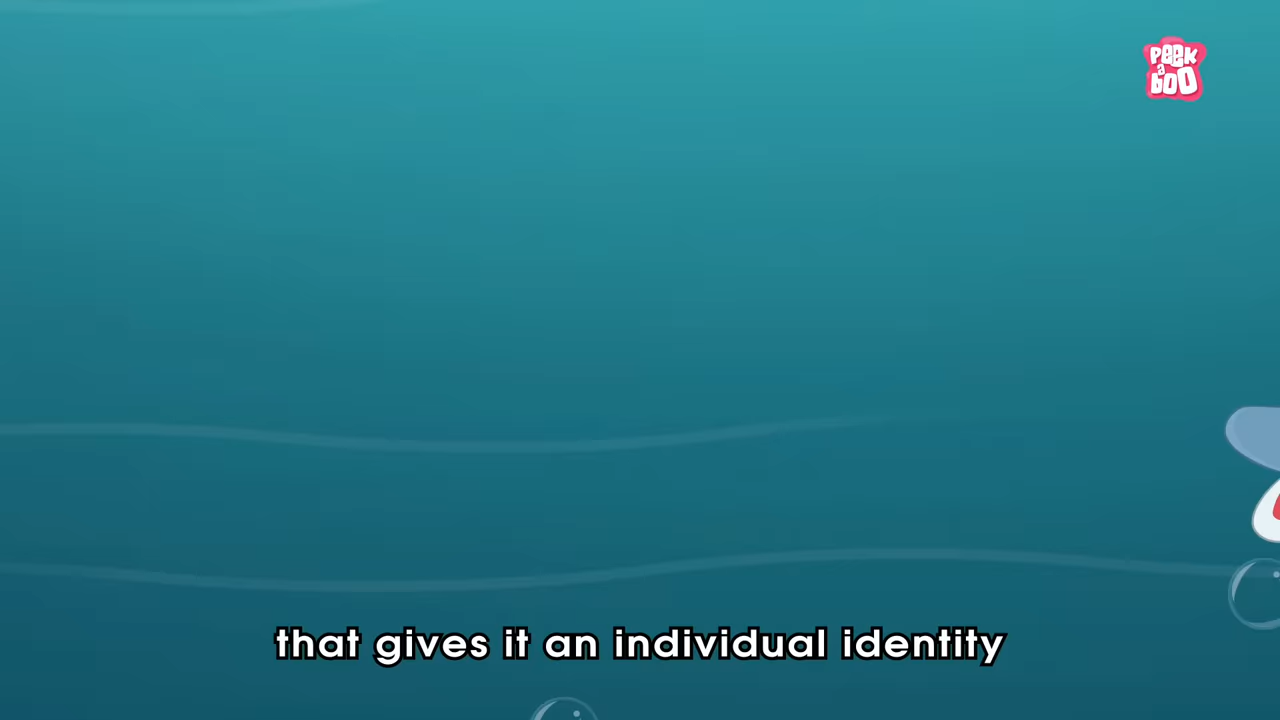 PEEK
a
boo
that gives it an individual identity